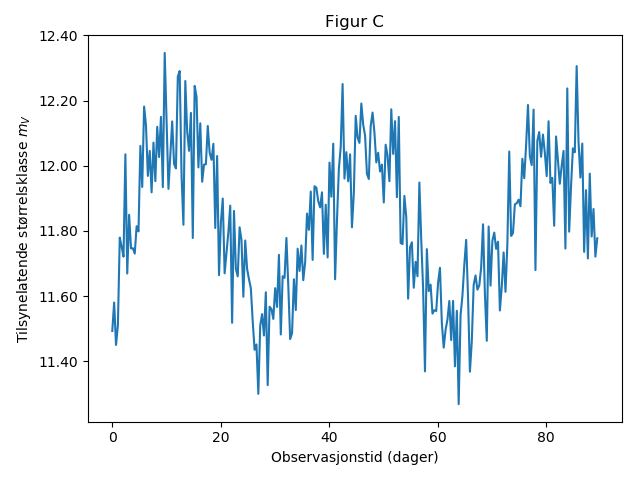 Figur C
12.40
12.20
12.00
11.80
11.60
11.40
Tilsynelatende størrelsklasse $m_V$
0 20 40 60 80
Observasjonstid (dager)